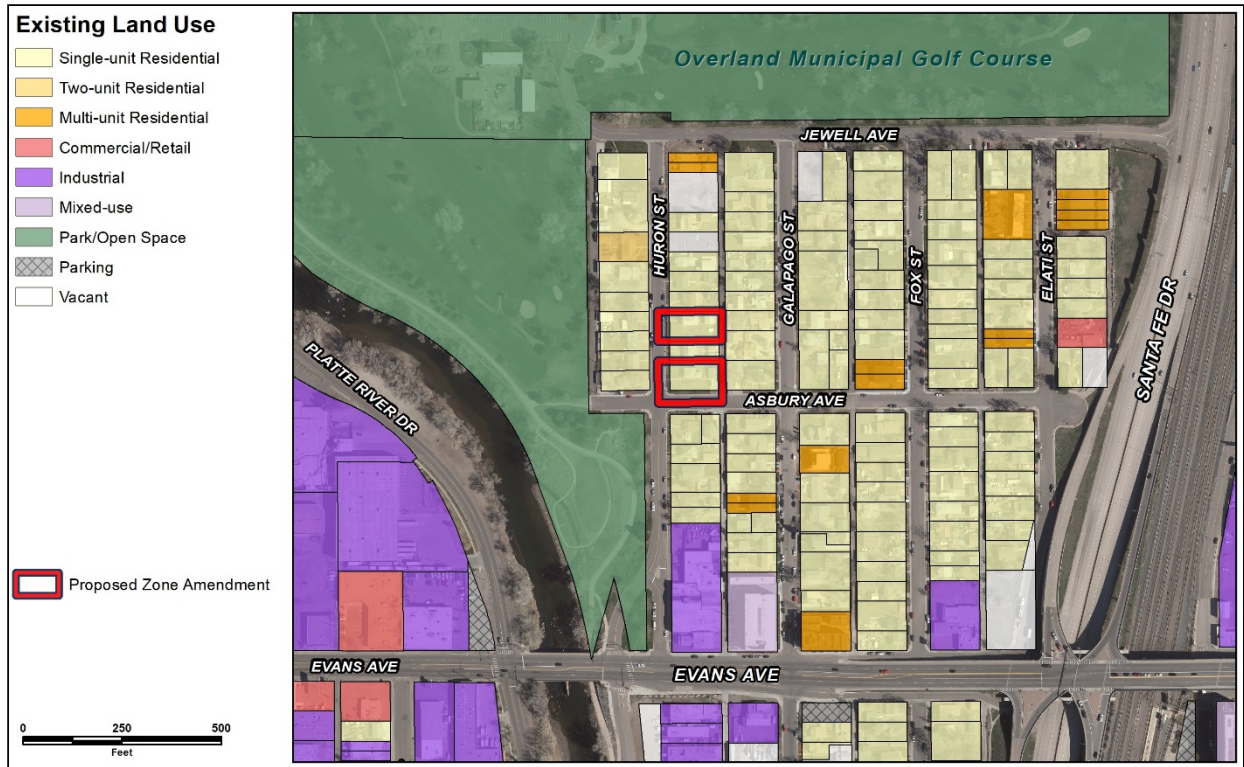 Existing Land Use
Single-unit Residential
Two-unit Residential
Multi-unit Residential
Commercial/Retail
Industrial
Mixed-use
Park/Open Space
Parking
Vacant
Proposed Zone Amendment
0 250 500
Feet
Overland Municipal Golf Course
JEWELL AVE
HURON ST
GALAPAGO ST
FOX ST
ELATI ST
SANTA FE DR
PLATTE RIVER DR
ASBURY AVE
EVANS AVE
EVANS AVE